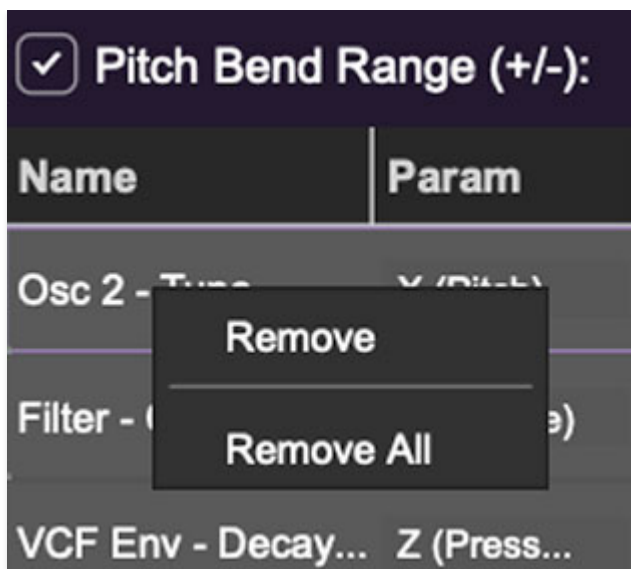 Pitch Bend Range (+/-):
Name Param
Osc 2 -
Remove
Filter -
Remove All
VCF Env - Decay... Z (Press...